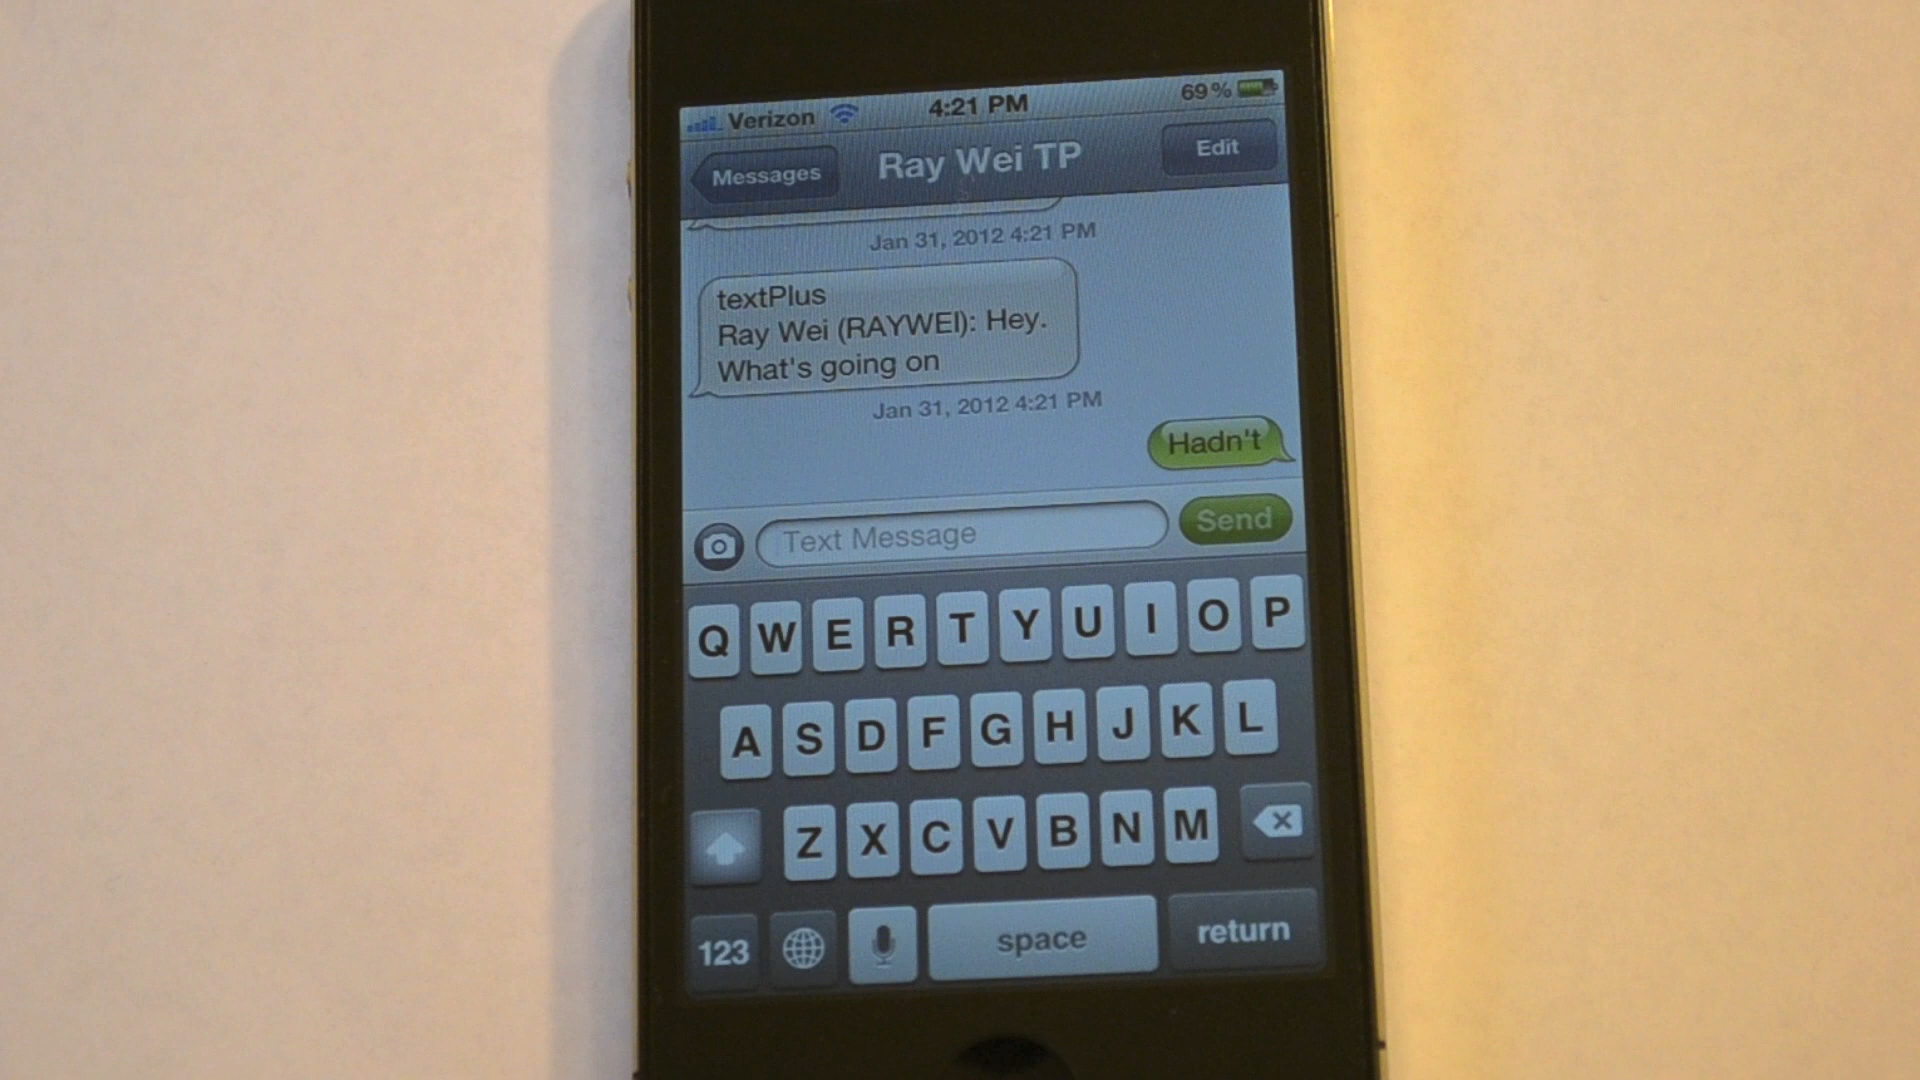 Verizon 4:21 PM 69%
Messages Ray Wei TP Edit
Jan 31, 2012 4:21 PM
textPlus
Ray Wei (RAYWEI): Hey.
What's going on
Jan 31, 2012 4:21 PM
Hadn't
Text Message Send
Q W E R T Y U I O P
A S D F G H J K L
Z X C V B N M
123 space return